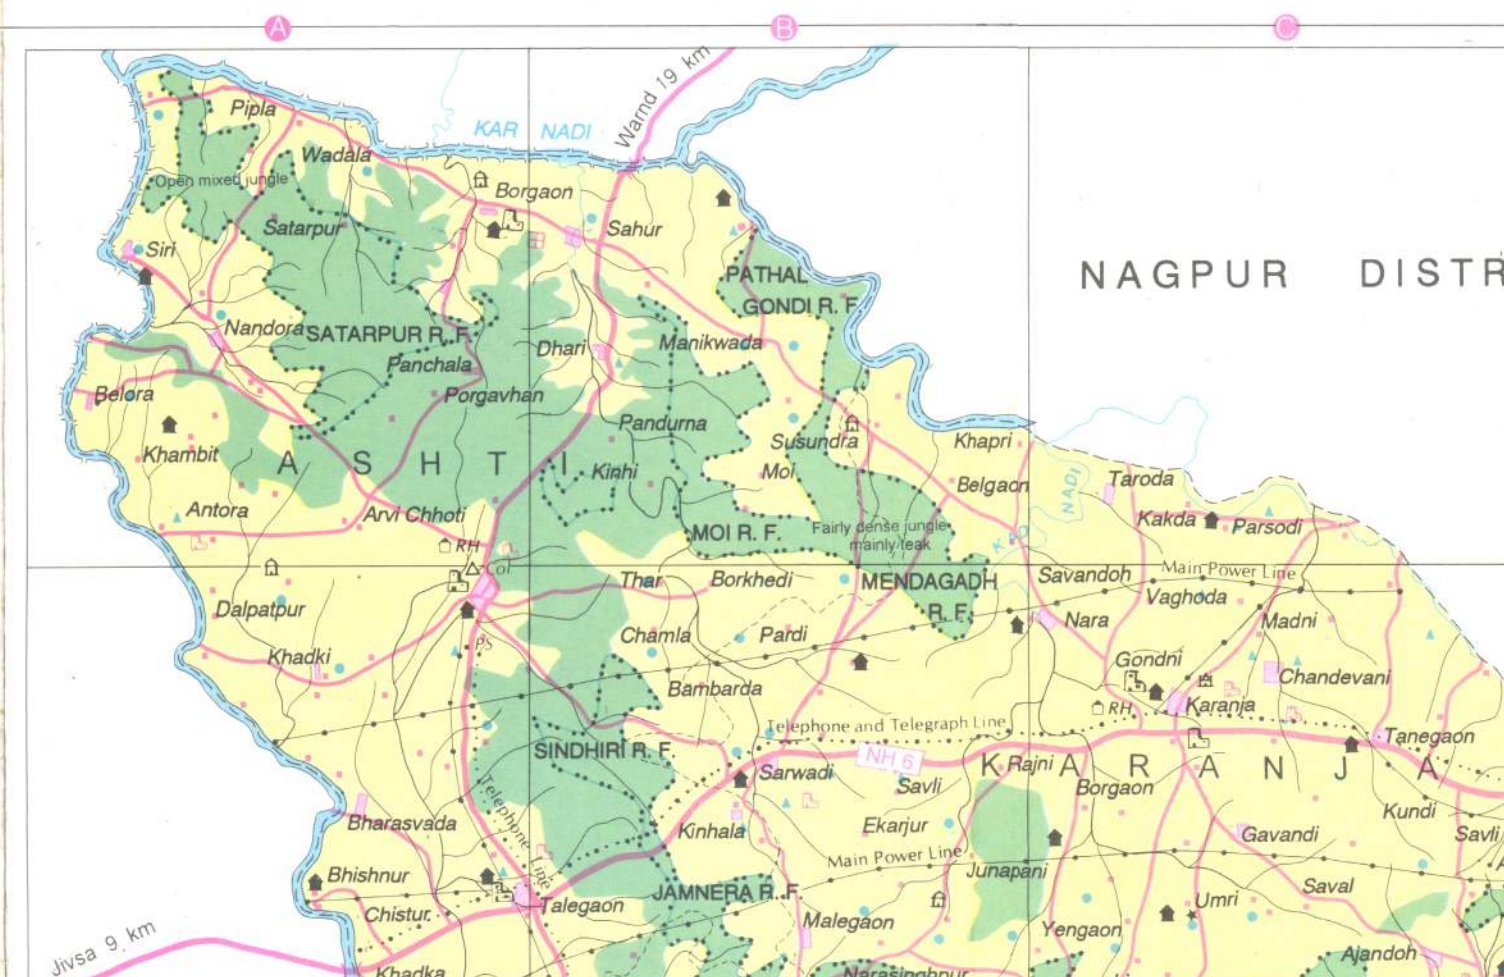 A B C
Warnd 19 km
Pipla
KAR NADI
Wadala
Open mixed jungle
Borgaon
Satarpur
Sahur
Siri
PATHAL
GONDI R. F.
NAGPUR DISTR
Nandora
SATARPUR R. F.
Dhari
Manikwada
Panchala
Belora
Porgavhan
Pandurna
Susundra
Khapri
Khambit
ASHTI
Kinhi
Moi
Belgaon
KAD NADI
Taroda
Antora
Arvi Chhoti
MOI R. F.
Fairly dense jungle
mainly teak
Kakda
Parsodi
RH
Col
Thar
Borkhedi
MENDAGADH
R. F.
Savandoh
Main Power Line
Vaghoda
Dalpatpur
Chamla
Pardi
Nara
Madni
PS
Khadki
Gondni
Chandevani
Bambarda
RH
Karanja
Telephone and Telegraph Line
SINDHIRI R. F.
NH 6
Tanegaon
Sarwadi
Savli
Rajni
KARANJA
Borgaon
Telephone Line
Kundi
Bharasvada
Kinhala
Ekarjur
Gavandi
Savli
Main Power Line
Junapani
Bhishnur
JAMNERA R. F.
Saval
Umri
Chistur
Talegaon
Malegaon
Yengaon
Jivsa 9 km
Ajandoh
Khadka
Narasinghpur